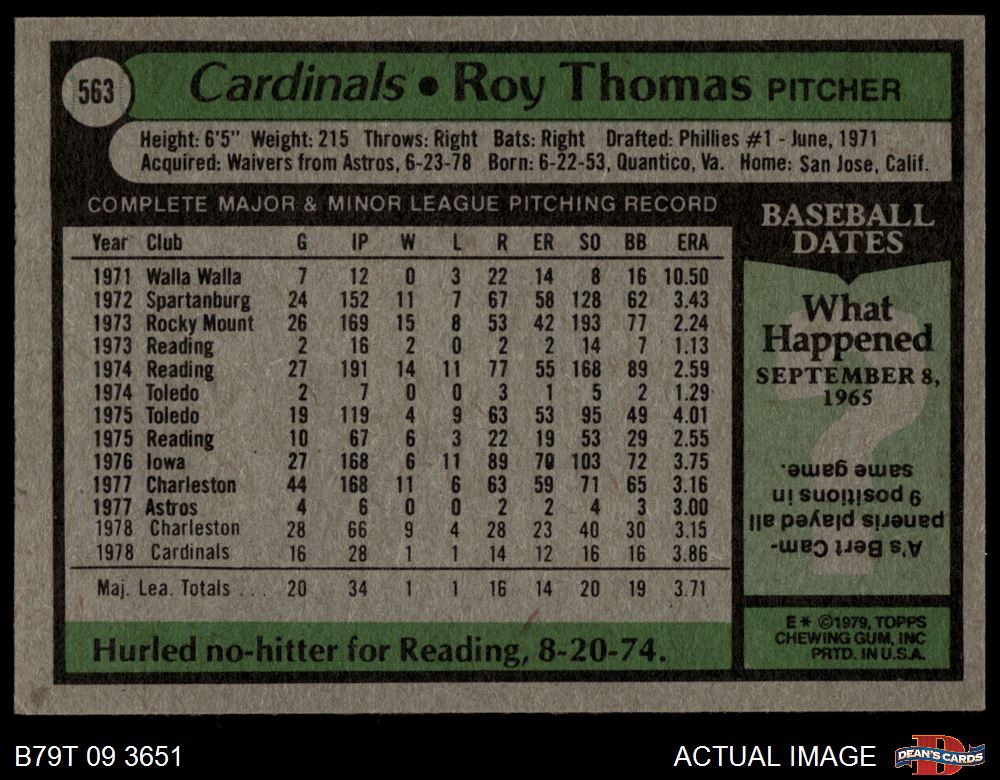 563 Cardinals • Roy Thomas PITCHER
Height: 6'5" Weight: 215 Throws: Right Bats: Right Drafted: Phillies #1 - June, 1971
Acquired: Waivers from Astros, 6-23-78 Born: 6-22-53, Quantico, Va. Home: San Jose, Calif.
COMPLETE MAJOR & MINOR LEAGUE PITCHING RECORD
Year Club G IP W L R ER SO BB ERA
1971 Walla Walla 7 12 0 3 22 14 8 16 10.50
1972 Spartanburg 24 152 11 7 67 58 128 62 3.43
1973 Rocky Mount 26 169 15 8 53 42 193 77 2.24
1973 Reading 2 16 2 0 2 2 14 7 1.13
1974 Reading 27 191 14 11 77 55 168 89 2.59
1974 Toledo 2 7 0 0 3 1 5 2 1.29
1975 Toledo 19 119 4 9 63 53 95 49 4.01
1975 Reading 10 67 6 3 22 19 53 29 2.55
1976 Iowa 27 168 6 11 89 70 103 72 3.75
1977 Charleston 44 168 11 6 63 59 71 65 3.16
1977 Astros 4 6 0 0 2 2 4 3 3.00
1978 Charleston 28 66 9 4 28 23 40 30 3.15
1978 Cardinals 16 28 1 1 14 12 16 16 3.86
Maj. Lea. Totals ... 20 34 1 1 16 14 20 19 3.71
Hurled no-hitter for Reading, 8-20-74.
BASEBALL
DATES
What
Happened
SEPTEMBER 8,
1965
A's Bert Cam-
paneris played all
9 positions in
same game.
E* ©1979, TOPPS
CHEWING GUM, INC
PRTD. IN U.S.A.
B79T 09 3651
ACTUAL IMAGE
DEAN'S CARDS